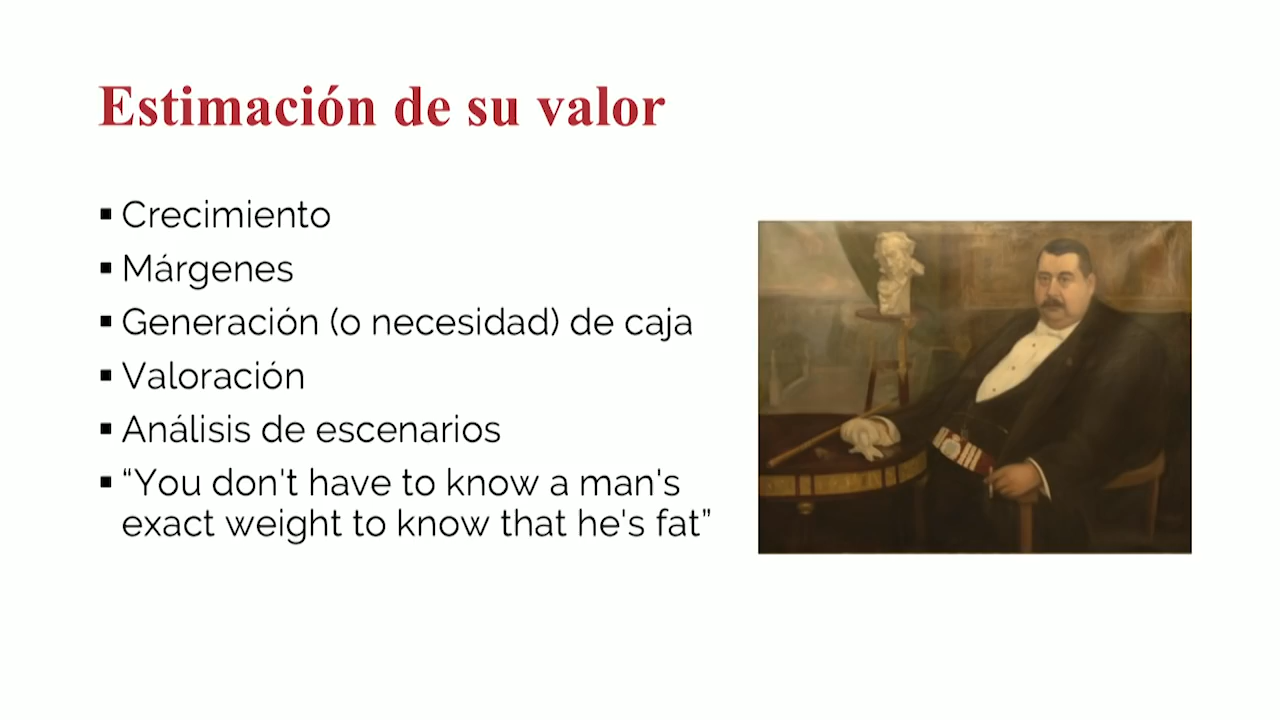 Estimación de su valor
▪ Crecimiento
▪ Márgenes
▪ Generación (o necesidad) de caja
▪ Valoración
▪ Análisis de escenarios
▪ “You don't have to know a man's
exact weight to know that he's fat”